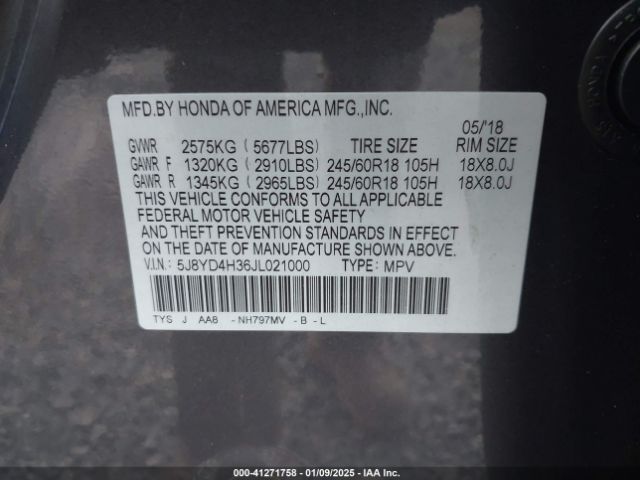 MFD.BY HONDA OF AMERICA MFG.,INC.
05/'18
GVWR 2575KG ( 5677LBS) TIRE SIZE RIM SIZE
GAWR F 1320KG ( 2910LBS) 245/60R18 105H 18X8.0J
GAWR R 1345KG ( 2965LBS) 245/60R18 105H 18X8.0J
THIS VEHICLE CONFORMS TO ALL APPLICABLE
FEDERAL MOTOR VEHICLE SAFETY
AND THEFT PREVENTION STANDARDS IN EFFECT
ON THE DATE OF MANUFACTURE SHOWN ABOVE.
V.I.N.: 5J8YD4H36JL021000 TYPE: MPV
TYS J AA8 -NH797MV -B -L
000-41271758 - 01/09/2025 - IAA Inc.